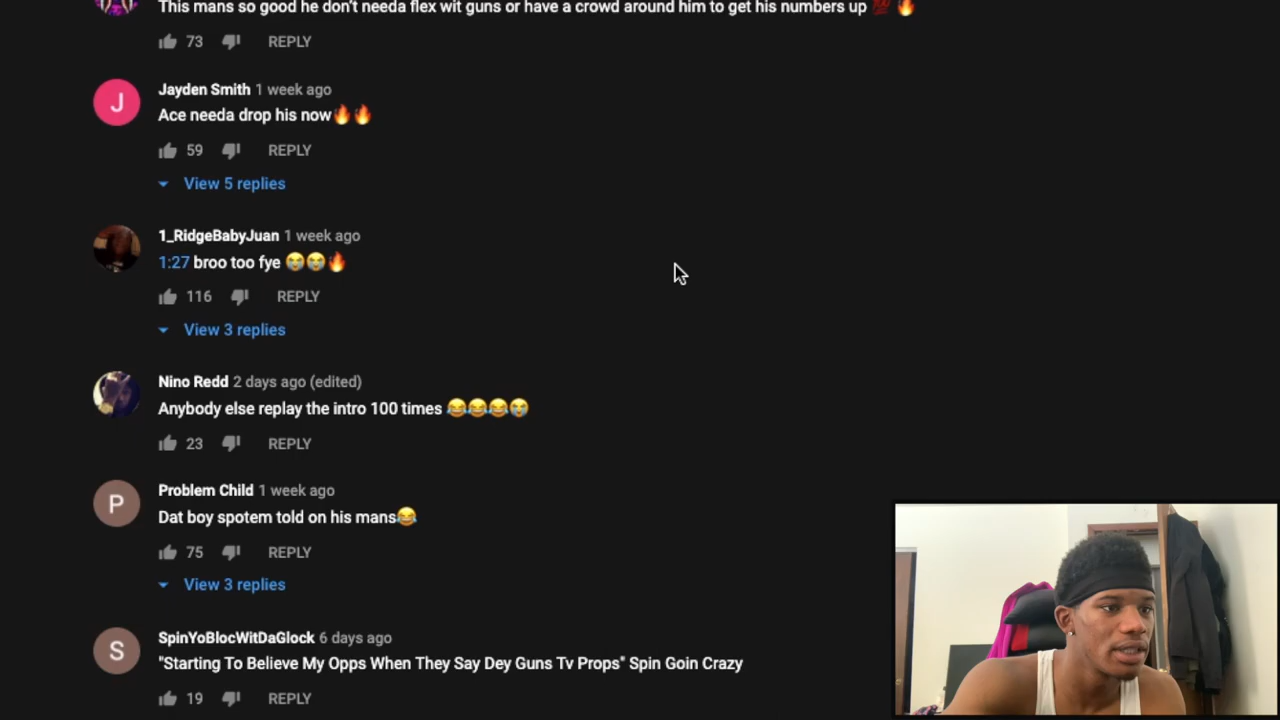 This mans so good he don't needa flex wit guns or have a crowd around him to get his numbers up 💯 🔥
73 REPLY
J
Jayden Smith 1 week ago
Ace needa drop his now🔥🔥
59 REPLY
View 5 replies
1_RidgeBabyJuan 1 week ago
1:27 broo too fye 😭😭🔥
116 REPLY
View 3 replies
Nino Redd 2 days ago (edited)
Anybody else replay the intro 100 times 😂😂😂😭
23 REPLY
P
Problem Child 1 week ago
Dat boy spotem told on his mans😂
75 REPLY
View 3 replies
S
SpinYoBlocWitDaGlock 6 days ago
"Starting To Believe My Opps When They Say Dey Guns Tv Props" Spin Goin Crazy
19 REPLY